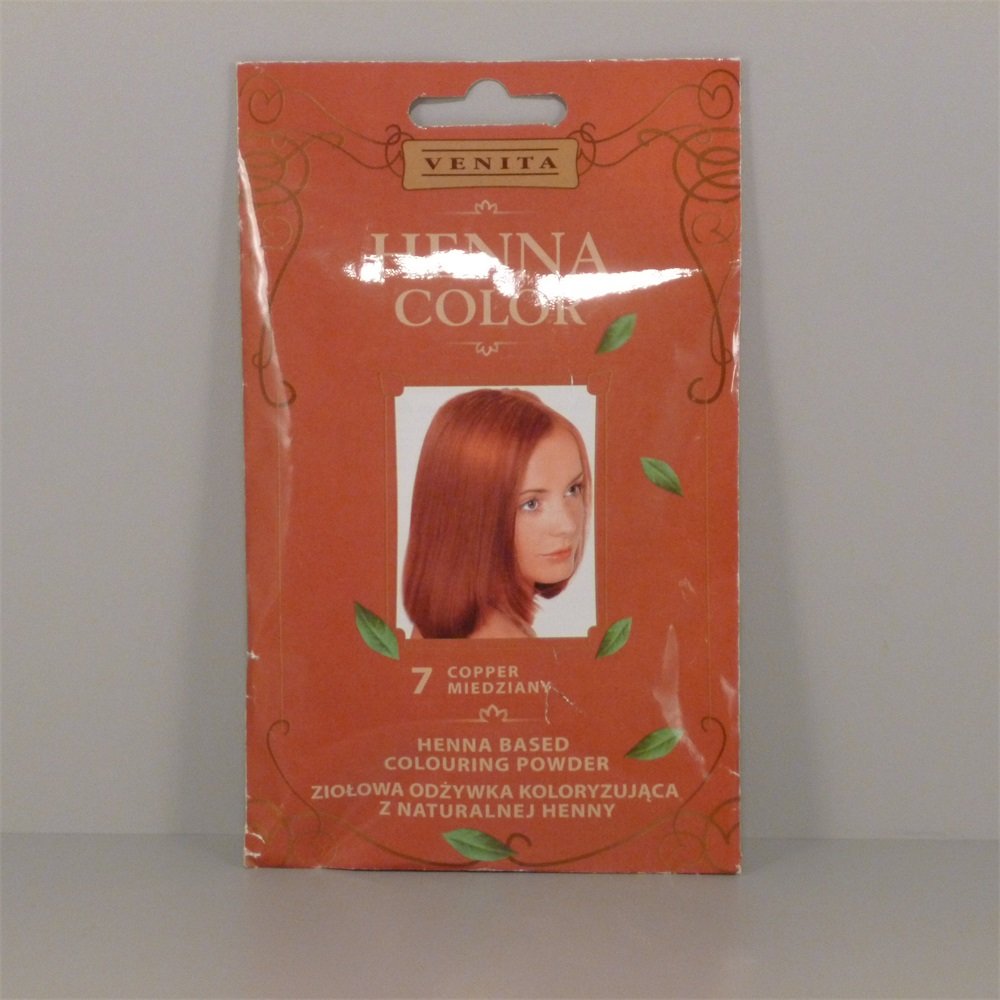 VENITA
HENNA
COLOR
7 COPPER
MIEDZIANY
HENNA BASED
COLOURING POWDER
ZIOŁOWA ODŻYWKA KOLORYZUJĄCA
Z NATURALNEJ HENNY